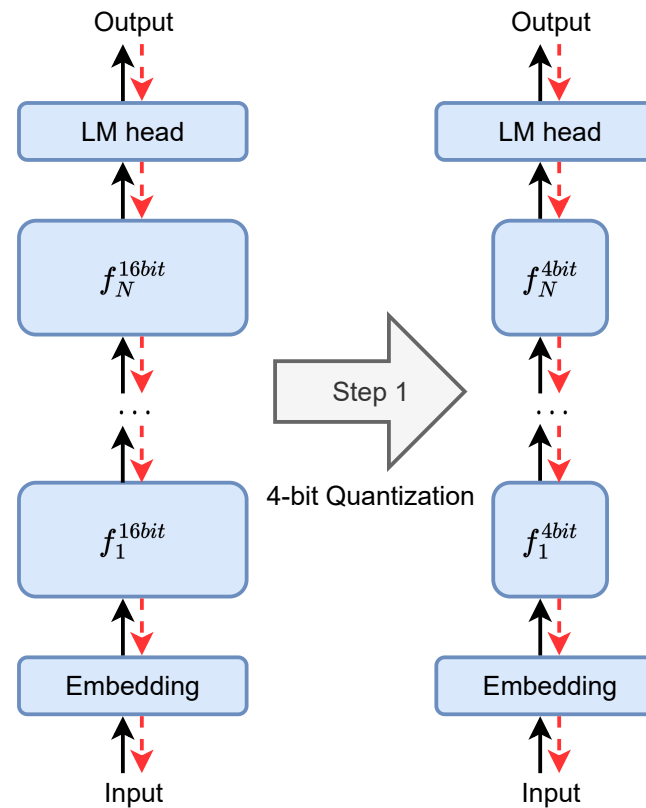 Output
LM head
$f_N^{16bit}$
...
$f_1^{16bit}$
Embedding
Input
Step 1
4-bit Quantization
Output
LM head
$f_N^{4bit}$
...
$f_1^{4bit}$
Embedding
Input